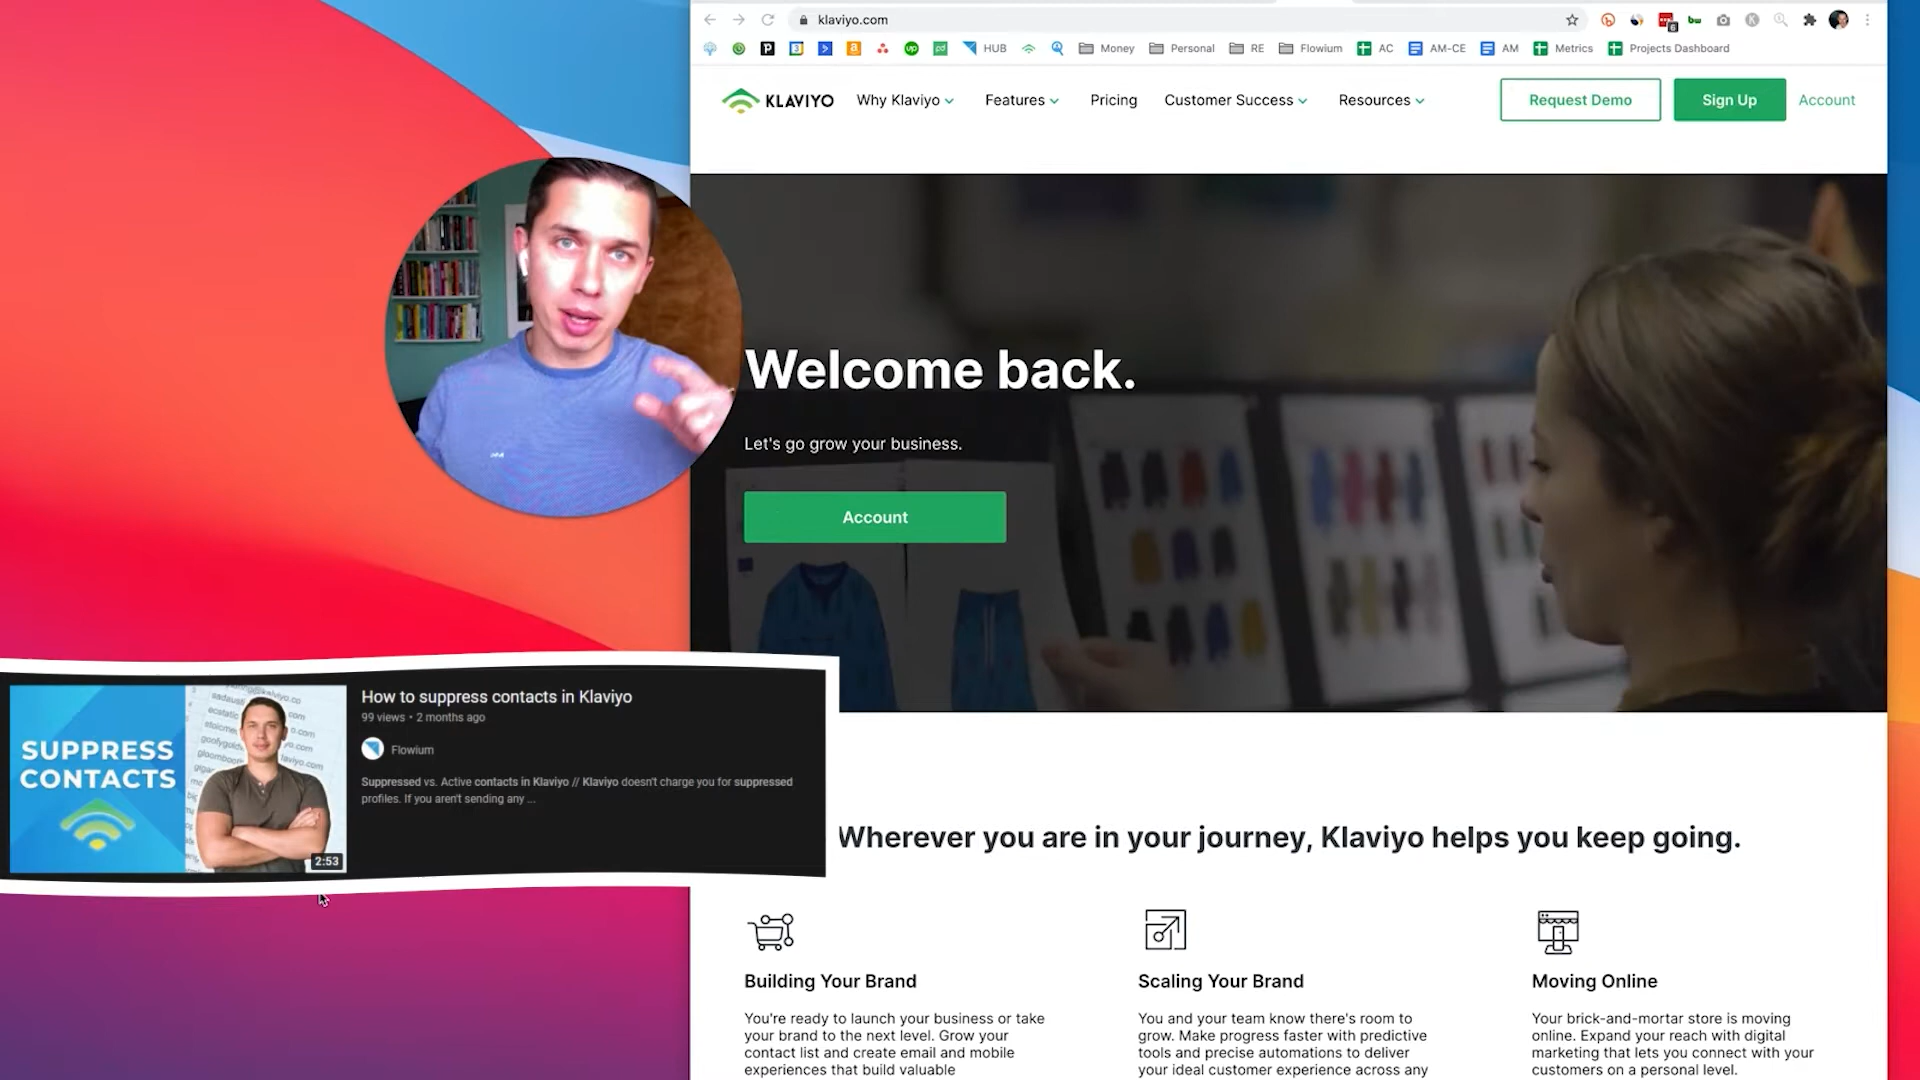 klaviyo.com
HUB
Money
Personal
RE
Flowium
AC
AM-CE
AM
Metrics
Projects Dashboard
KLAVIYO
Why Klaviyo
Features
Pricing
Customer Success
Resources
Request Demo
Sign Up
Account
Welcome back.
Let's go grow your business.
Account
SUPPRESS
CONTACTS
2:53
How to suppress contacts in Klaviyo
99 views • 2 months ago
Flowium
Suppressed vs. Active contacts in Klaviyo // Klaviyo doesn't charge you for suppressed
profiles. If you aren't sending any ...
Wherever you are in your journey, Klaviyo helps you keep going.
Building Your Brand
You're ready to launch your business or take
your brand to the next level. Grow your
contact list and create email and mobile
experiences that build valuable
Scaling Your Brand
You and your team know there's room to
grow. Make progress faster with predictive
tools and precise automations to deliver
your ideal customer experience across any
Moving Online
Your brick-and-mortar store is moving
online. Expand your reach with digital
marketing that lets you connect with your
customers on a personal level.